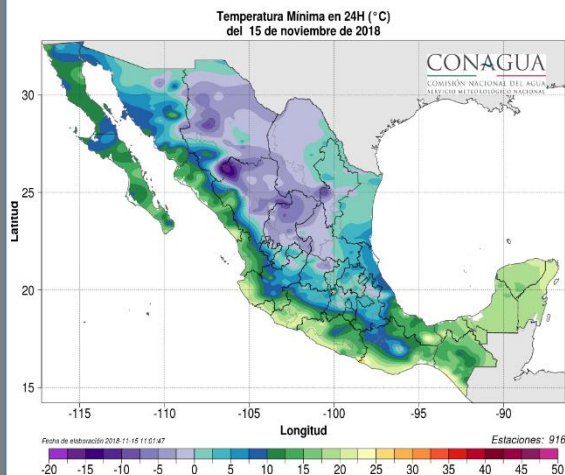 Temperatura Mínima en 24H (°C)
del 15 de noviembre de 2018
CONAGUA
COMISIÓN NACIONAL DEL AGUA
SERVICIO METEOROLÓGICO NACIONAL
30
25
20
15
Latitud
-115 -110 -105 -100 -95 -90
Longitud
Fecha de elaboración 2018-11-15 11:01:47
Estaciones: 916
-20 -15 -10 -5 0 5 10 15 20 25 30 35 40 45 50